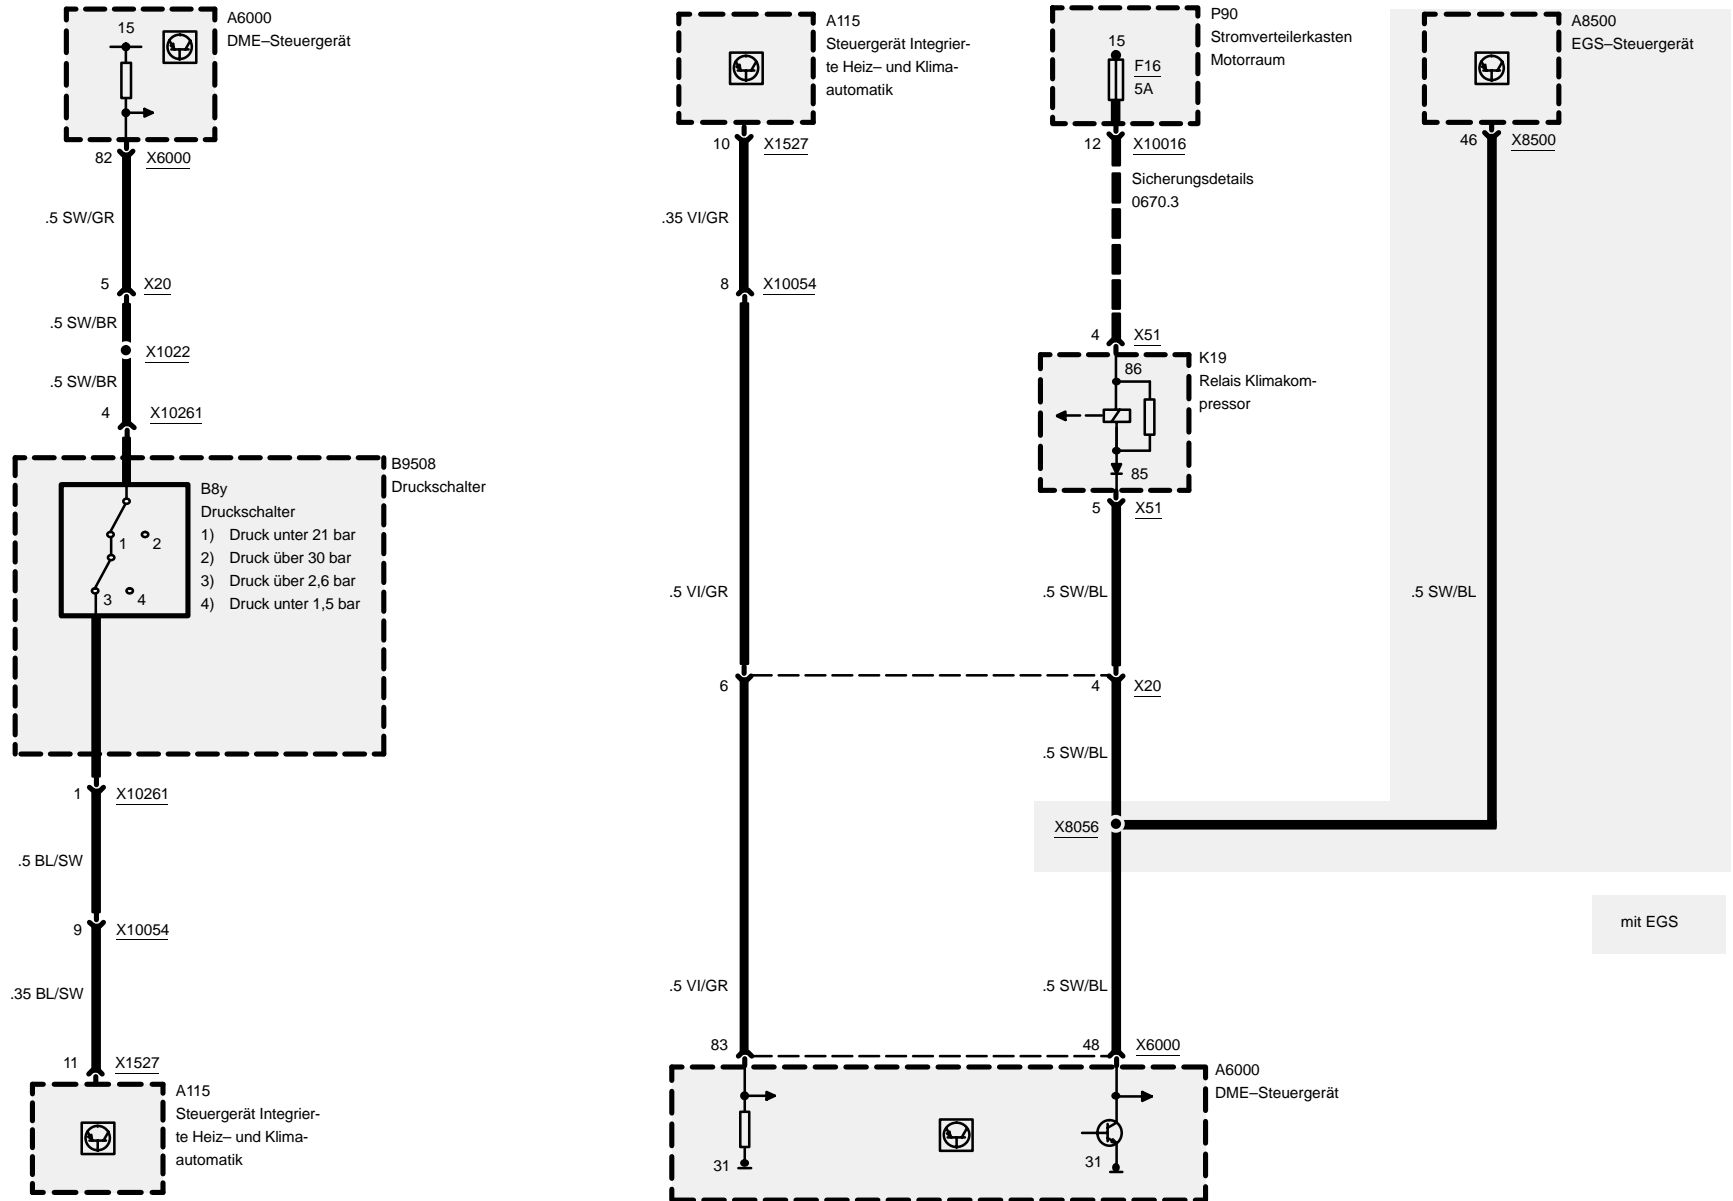 A6000
DME–Steuergerät
15
82 X6000
.5 SW/GR
5 X20
.5 SW/BR
X1022
.5 SW/BR
4 X10261
B9508
Druckschalter
B8y
Druckschalter
1) Druck unter 21 bar
2) Druck über 30 bar
3) Druck über 2,6 bar
4) Druck unter 1,5 bar
1 2
3 4
1 X10261
.5 BL/SW
9 X10054
.35 BL/SW
11 X1527
A115
Steuergerät Integrier-
te Heiz– und Klima-
automatik
A115
Steuergerät Integrier-
te Heiz– und Klima-
automatik
10 X1527
.35 VI/GR
8 X10054
.5 VI/GR
6
.5 VI/GR
83
P90
Stromverteilerkasten
Motorraum
15
F16
5A
12 X10016
Sicherungsdetails
0670.3
4 X51
K19
Relais Klimakom-
pressor
86
85
5 X51
.5 SW/BL
4 X20
.5 SW/BL
X8056
.5 SW/BL
48 X6000
A6000
DME–Steuergerät
31
31
A8500
EGS–Steuergerät
46 X8500
.5 SW/BL
mit EGS